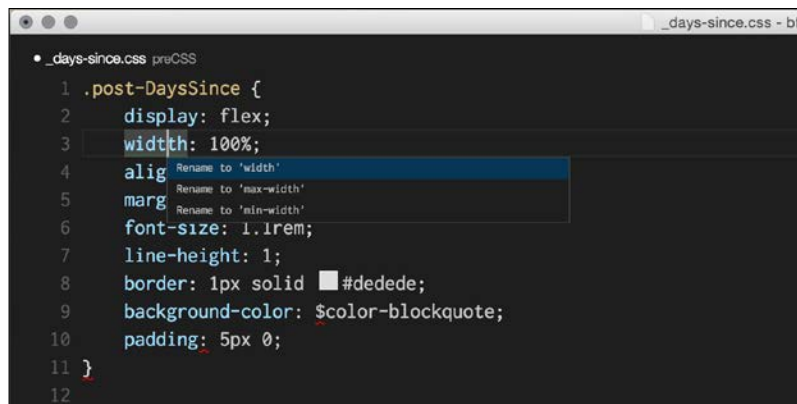 _days-since.css - b
_days-since.css preCSS
1 .post-DaysSince {
2 display: flex;
3 widtth: 100%;
4 alig
Rename to 'width'
5 marg
Rename to 'max-width'
Rename to 'min-width'
6 font-size: 1.1rem;
7 line-height: 1;
8 border: 1px solid #dedede;
9 background-color: $color-blockquote;
10 padding: 5px 0;
11 }
12